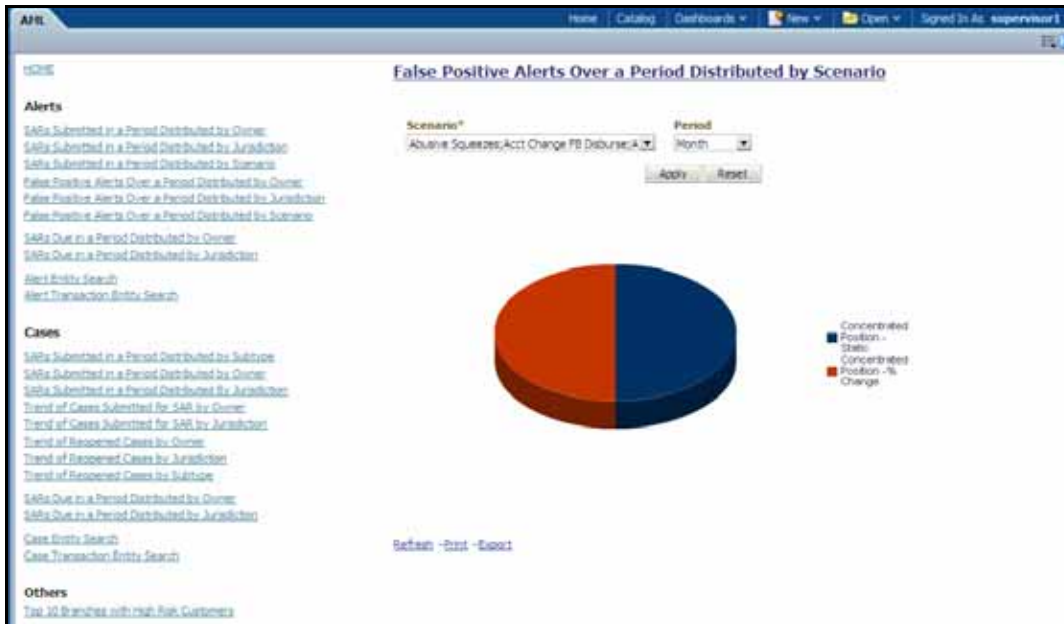 AML
Home Catalog Dashboards New Open Signed In As supervisor1
HOME
Alerts
SARs Submitted in a Period Distributed by Owner
SARs Submitted in a Period Distributed by Jurisdiction
SARs Submitted in a Period Distributed by Scenario
False Positive Alerts Over a Period Distributed by Owner
False Positive Alerts Over a Period Distributed by Jurisdiction
False Positive Alerts Over a Period Distributed by Scenario
SARs Due in a Period Distributed by Owner
SARs Due in a Period Distributed by Jurisdiction
Alert Entity Search
Alert Transaction Entity Search
Cases
SARs Submitted in a Period Distributed by Subtype
SARs Submitted in a Period Distributed by Owner
SARs Submitted in a Period Distributed By Jurisdiction
Trend of Cases Submitted for SAR by Owner
Trend of Cases Submitted for SAR by Jurisdiction
Trend of Reopened Cases by Owner
Trend of Reopened Cases by Jurisdiction
Trend of Reopened Cases by Subtype
SARs Due in a Period Distributed by Owner
SARs Due in a Period Distributed by Jurisdiction
Case Entity Search
Case Transaction Entity Search
Others
Top 10 Branches with High Risk Customers
False Positive Alerts Over a Period Distributed by Scenario
Scenario* Period
Abusive Squeezes;Acct Change FB Disburse;A Month
Apply Reset
Concentrated
Position -
Static
Concentrated
Position -%
Change
Refresh -Print -Export